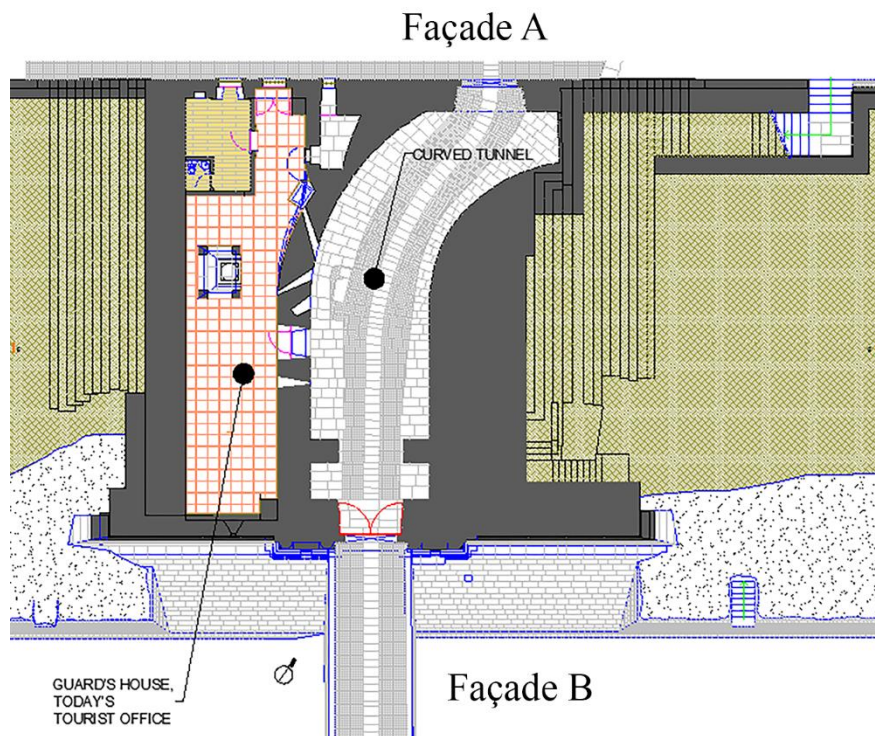 Façade A
CURVED TUNNEL
GUARD'S HOUSE,
TODAY'S
TOURIST OFFICE
Façade B